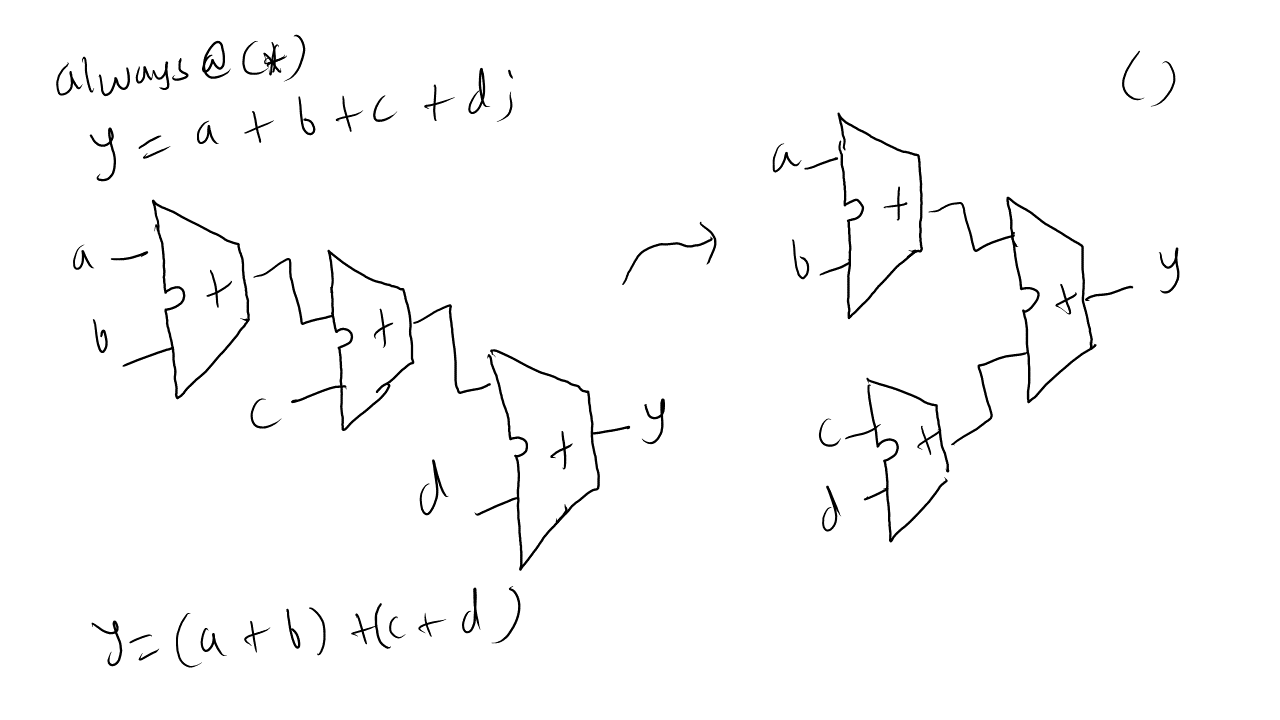 always@(*)
y = a + b + c + d;
( )
a
b
+
c
+
d
+
y
a
b
+
c
d
+
+
y
y = (a + b) + (c + d)